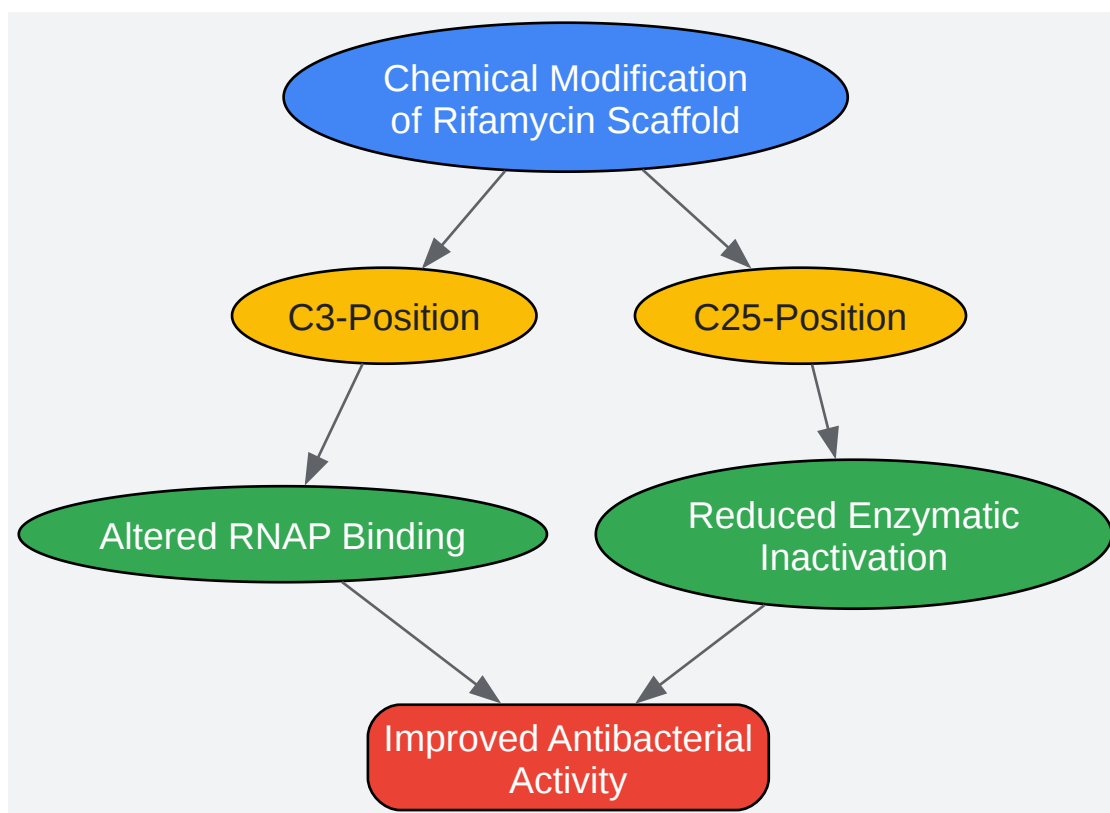 Chemical Modification
of Rifamycin Scaffold
C3-Position
C25-Position
Altered RNAP Binding
Reduced Enzymatic
Inactivation
Improved Antibacterial
Activity